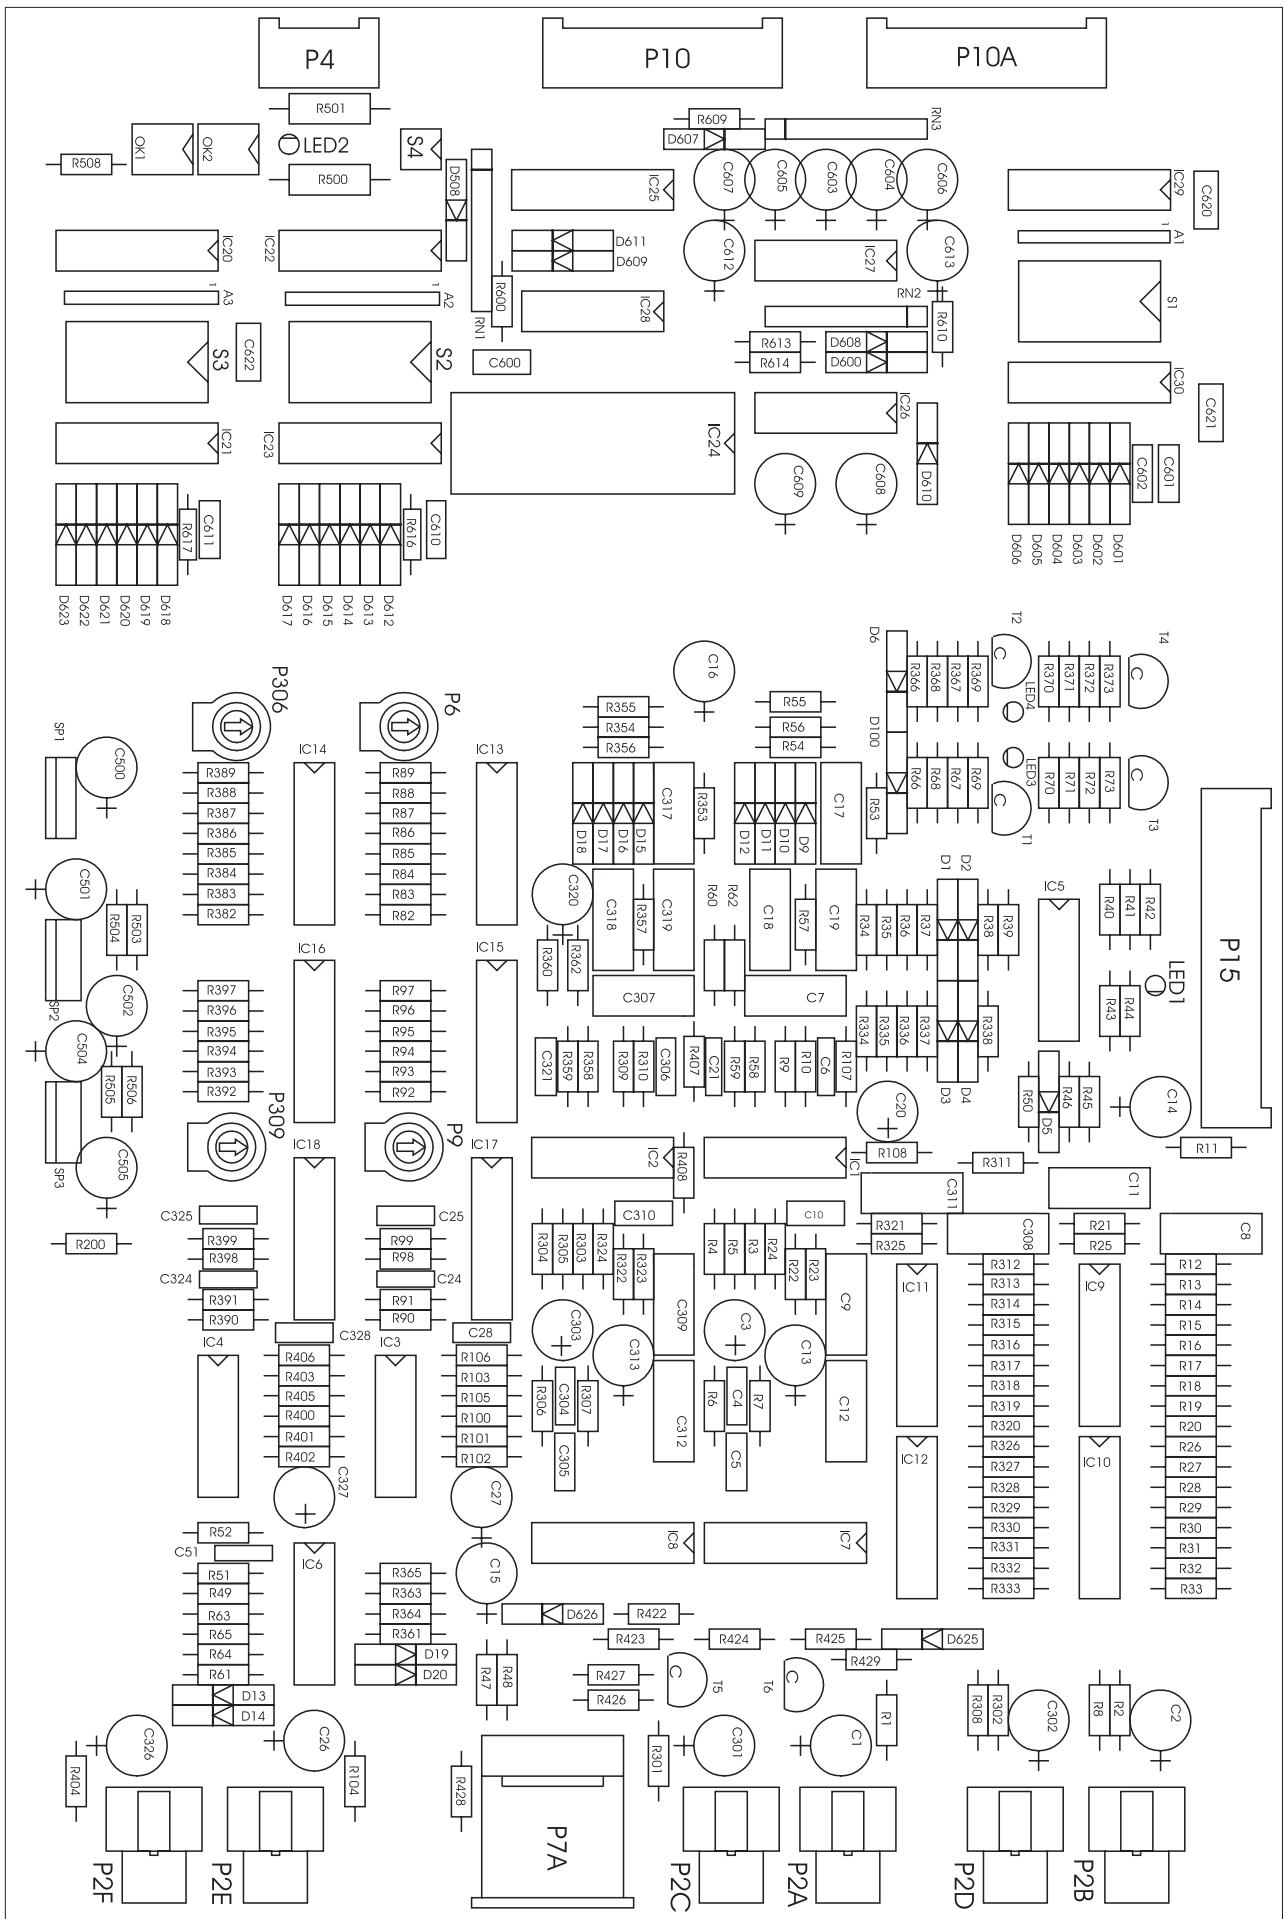 P4
P10
P10A
R501
R609
RN3
D607
OK1
OK2
LED2
S4
R508
R500
D508
IC25
C607
C605
C603
C604
C606
IC29
C620
IC20
IC22
D611
D609
C612
IC27
C613
1
A1
1
A3
1
A2
R600
RN1
IC28
RN2
R610
S1
S3
C622
S2
C600
R613
R614
D608
D600
IC30
C621
IC21
IC23
IC24
IC26
C609
C608
D610
C602
C601
R617
C611
R616
C610
D606
D605
D604
D603
D602
D601
D623
D622
D621
D620
D619
D618
D617
D616
D615
D614
D613
D612
P306
P6
C16
D6
T2
T4
R366
R368
R367
R369
C
LED4
R370
R371
R372
R373
C
R355
R354
R356
R55
R56
R54
D100
SP1
C500
IC14
IC13
R389
R388
R387
R386
R385
R384
R383
R382
R89
R88
R87
R86
R85
R84
R83
R82
D18
D17
D16
D15
C317
R353
D12
D11
D10
D9
C17
R53
R66
R68
R67
R69
C
LED3
T1
R70
R71
R72
R73
C
T3
C501
R504
R503
SP2
C502
C504
R505
R506
SP3
C505
R200
IC16
IC15
C320
C318
R357
C319
R60
R62
C18
R57
C19
R34
R35
R36
R37
D1
D2
R38
R39
IC5
R40
R41
R42
P15
LED1
R43
R44
R360
R362
C307
C7
R334
R335
R336
R337
R338
D3
D4
R397
R396
R395
R394
R393
R392
R97
R96
R95
R94
R93
R92
C321
R359
R358
R309
R310
C306
R407
C21
R59
R58
R9
R10
C6
R107
C20
R50
D5
R46
R45
C14
R11
P309
P9
IC18
IC17
IC2
R408
IC1
R108
R311
C311
C11
C325
R399
R398
C324
R391
R390
C25
R99
R98
C24
R91
R90
C310
C10
R321
R325
C308
R21
R25
C8
R304
R305
R303
R324
R322
R323
C309
R4
R5
R3
R24
R22
R23
C9
IC11
IC9
R312
R313
R314
R315
R316
R317
R318
R319
R320
R326
R327
R328
R329
R330
R331
R332
R333
R12
R13
R14
R15
R16
R17
R18
R19
R20
R26
R27
R28
R29
R30
R31
R32
R33
IC4
C328
IC3
C28
C303
C313
C3
C13
R406
R403
R405
R400
R401
R402
R106
R103
R105
R100
R101
R102
R306
C304
R307
C305
C312
R6
C4
R7
C5
C12
IC12
IC10
C327
C27
R52
C51
IC6
IC8
IC7
R51
R49
R63
R65
R64
R61
D13
D14
R365
R363
R364
R361
D19
D20
C15
D626
R422
R423
R424
R425
D625
R429
R47
R48
R427
R426
C
T5
T6
C
R1
R308
R302
C302
R8
R2
C2
C326
C26
R404
R104
R428
R301
C301
C1
P2F
P2E
P7A
P2C
P2A
P2D
P2B